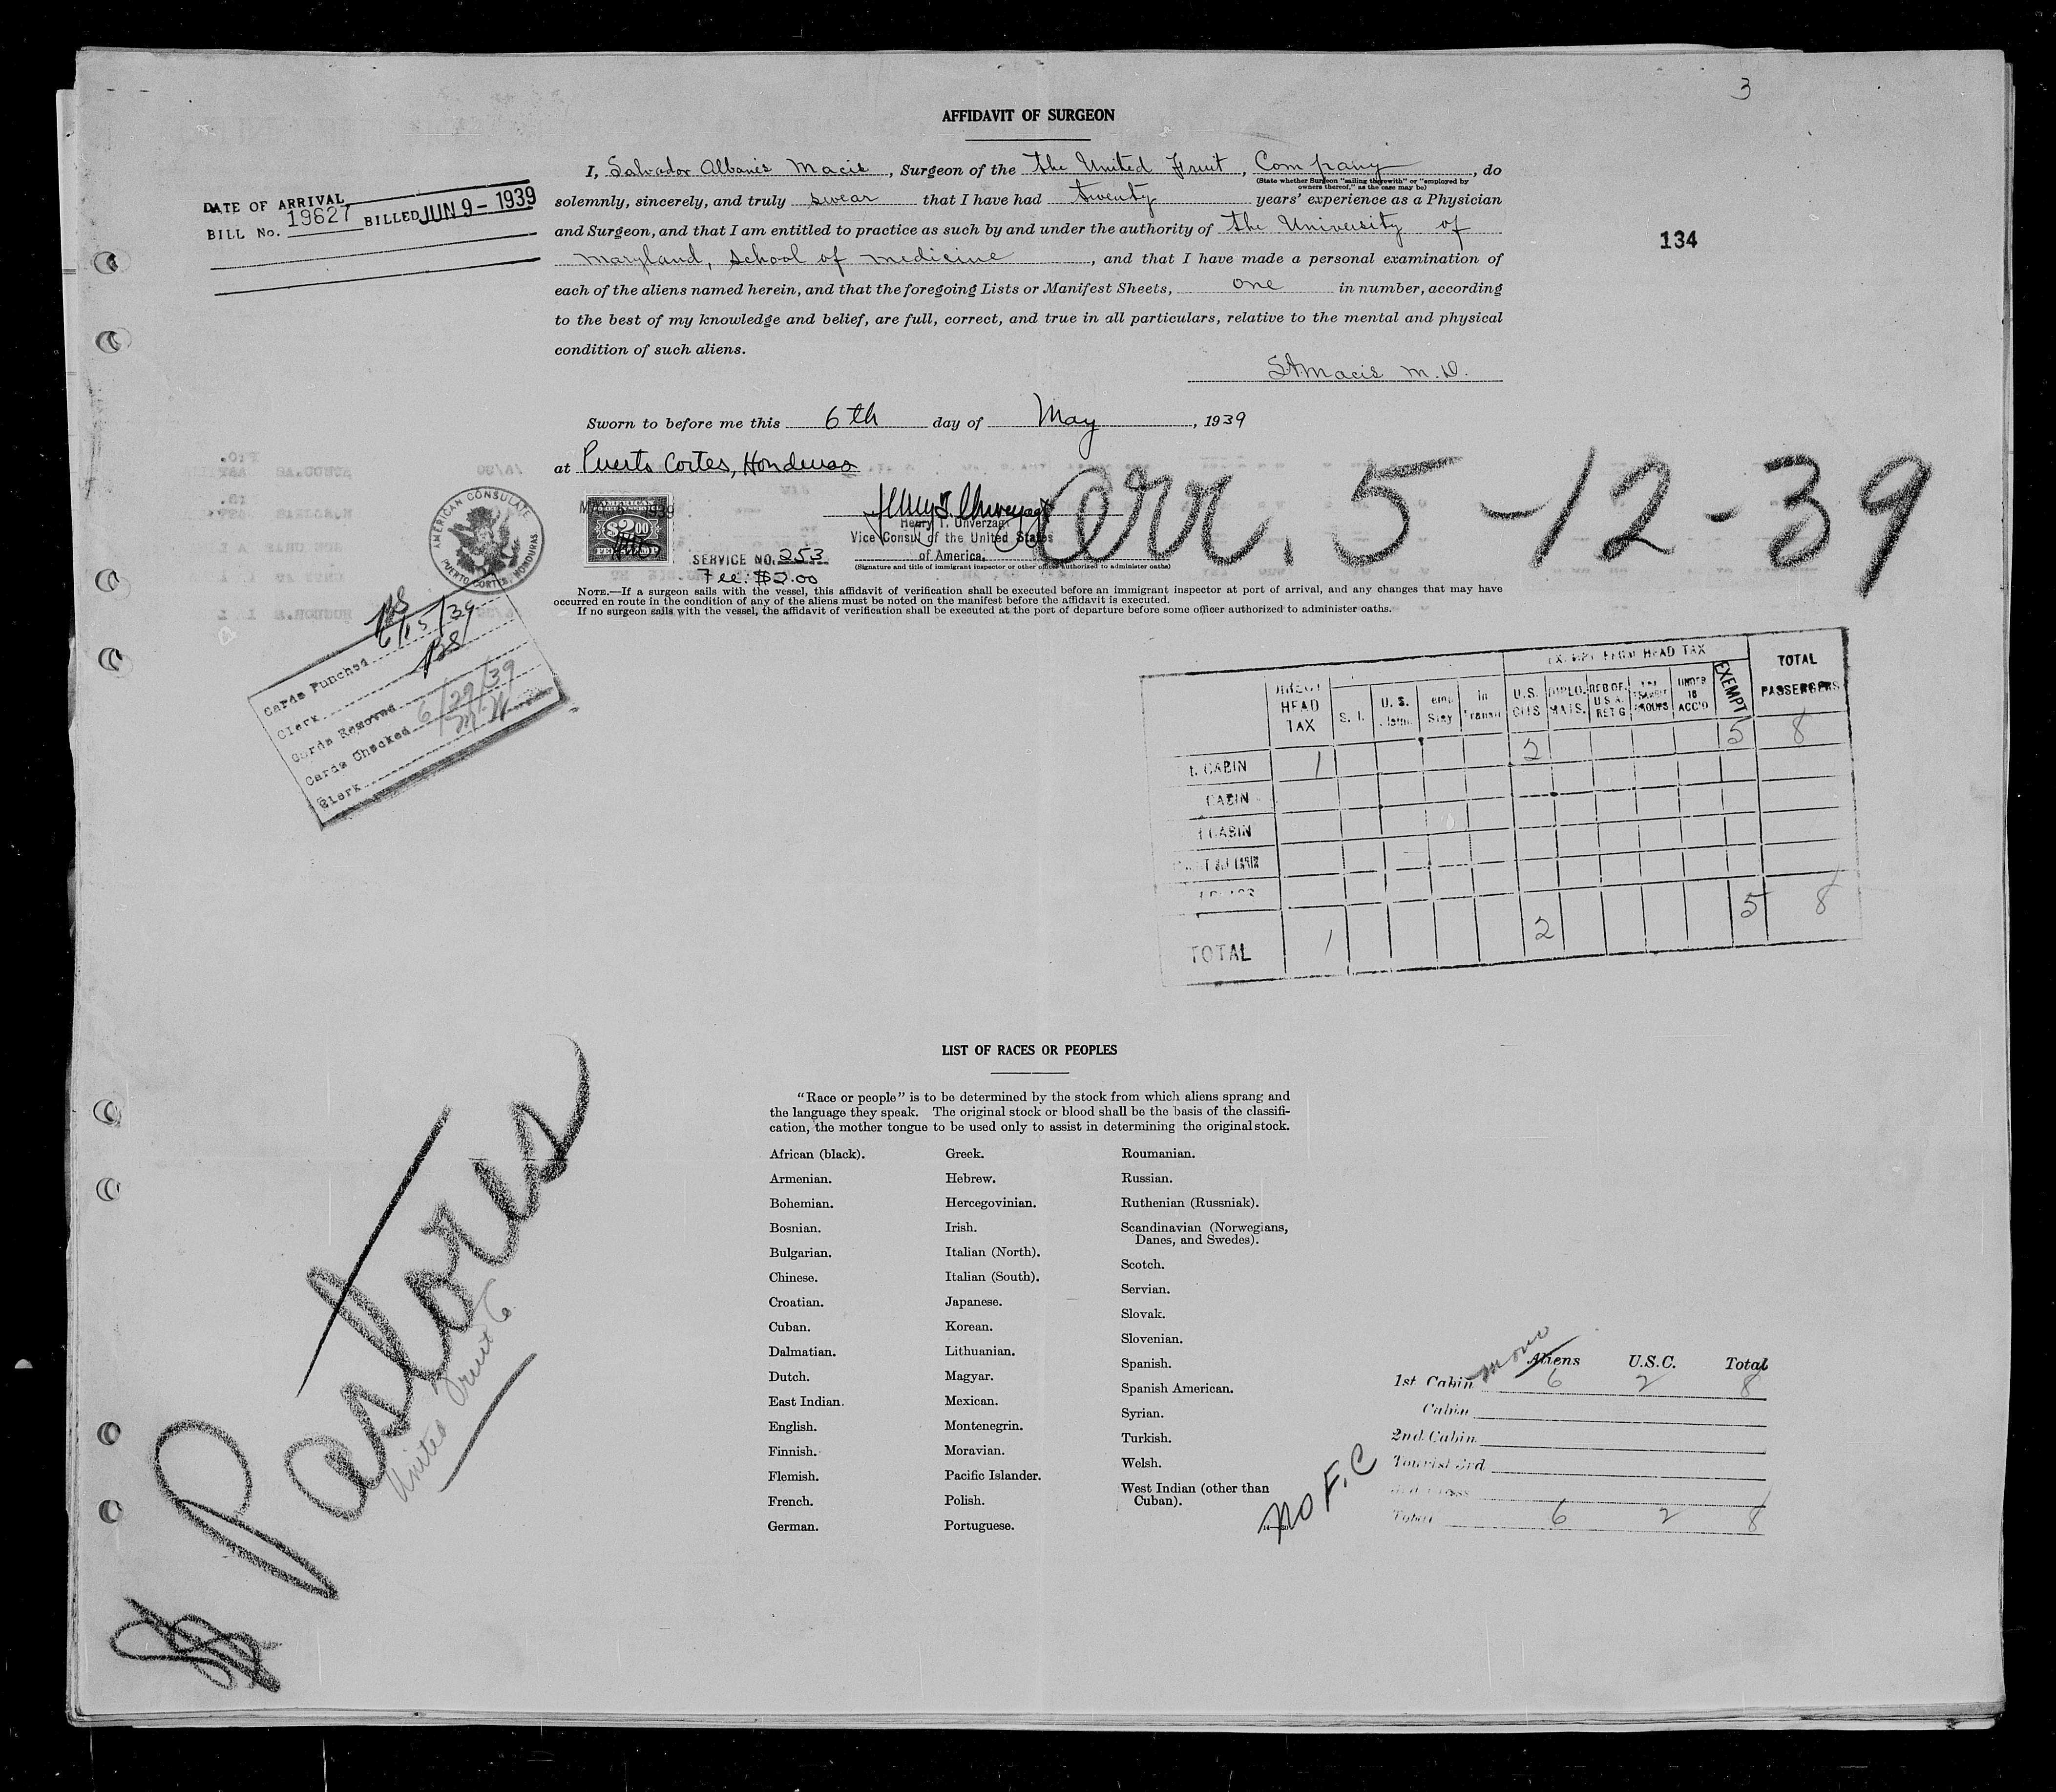 3
AFFIDAVIT OF SURGEON
I, Salvador Albanés Macis, Surgeon of the the United Fruit, Company, do
(State whether Surgeon "sailing therewith" or "employed by
owners thereof," as the case may be)
solemnly, sincerely, and truly swear that I have had twenty years' experience as a Physician
and Surgeon, and that I am entitled to practice as such by and under the authority of the University of
Maryland, School of Medicine, and that I have made a personal examination of
each of the aliens named herein, and that the foregoing Lists or Manifest Sheets, one in number, according
to the best of my knowledge and belief, are full, correct, and true in all particulars, relative to the mental and physical
condition of such aliens.
SAMacis M.D.
DATE OF ARRIVAL
BILL No. 19627 BILLED JUN 9 - 1939
134
Sworn to before me this 6th day of May, 1939
at Puerto Cortes, Honduras
Arr. 5-12-39
AMERICAN CONSULATE
PUERTO CORTES, HONDURAS
AMERICAN
$2.00
FEE STAMP
SERVICE NO. 253
Fee: $2.00
Henry T. Unverzagt
Vice Consul of the United States
of America.
(Signature and title of immigrant inspector or other officer authorized to administer oaths)
NOTE.—If a surgeon sails with the vessel, this affidavit of verification shall be executed before an immigrant inspector at port of arrival, and any changes that may have
occurred en route in the condition of any of the aliens must be noted on the manifest before the affidavit is executed.
If no surgeon sails with the vessel, the affidavit of verification shall be executed at the port of departure before some officer authorized to administer oaths.
Cards Punched 6/15/39
Clerk
Cards Removed
Cards Checked 6/29/39
Clerk
EXEMPT FROM HEAD TAX
DIRECT HEAD TAX S. I. U. S. In Transit U.S. CITS DIPLOMATS. REB OF. U.S.A. RET G UNDER 16 ACC'D EXEMPT TOTAL PASSENGERS
CABIN 1 2 5 8
CABIN
CABIN
TOTAL 1 2 5 8
LIST OF RACES OR PEOPLES
"Race or people" is to be determined by the stock from which aliens sprang and
the language they speak. The original stock or blood shall be the basis of the classifi-
cation, the mother tongue to be used only to assist in determining the original stock.
African (black).
Armenian.
Bohemian.
Bosnian.
Bulgarian.
Chinese.
Croatian.
Cuban.
Dalmatian.
Dutch.
East Indian.
English.
Finnish.
Flemish.
French.
German.
Greek.
Hebrew.
Hercegovinian.
Irish.
Italian (North).
Italian (South).
Japanese.
Korean.
Lithuanian.
Magyar.
Mexican.
Montenegrin.
Moravian.
Pacific Islander.
Polish.
Portuguese.
Roumanian.
Russian.
Ruthenian (Russniak).
Scandinavian (Norwegians,
Danes, and Swedes).
Scotch.
Servian.
Slovak.
Slovenian.
Spanish.
Spanish American.
Syrian.
Turkish.
Welsh.
West Indian (other than
Cuban).
Pastores
United Fruit Co
No F.C
Aliens U.S.C. Total
1st Cabin 6 2 8
Cabin
2nd Cabin
Tourist 3rd
Total 6 2 8